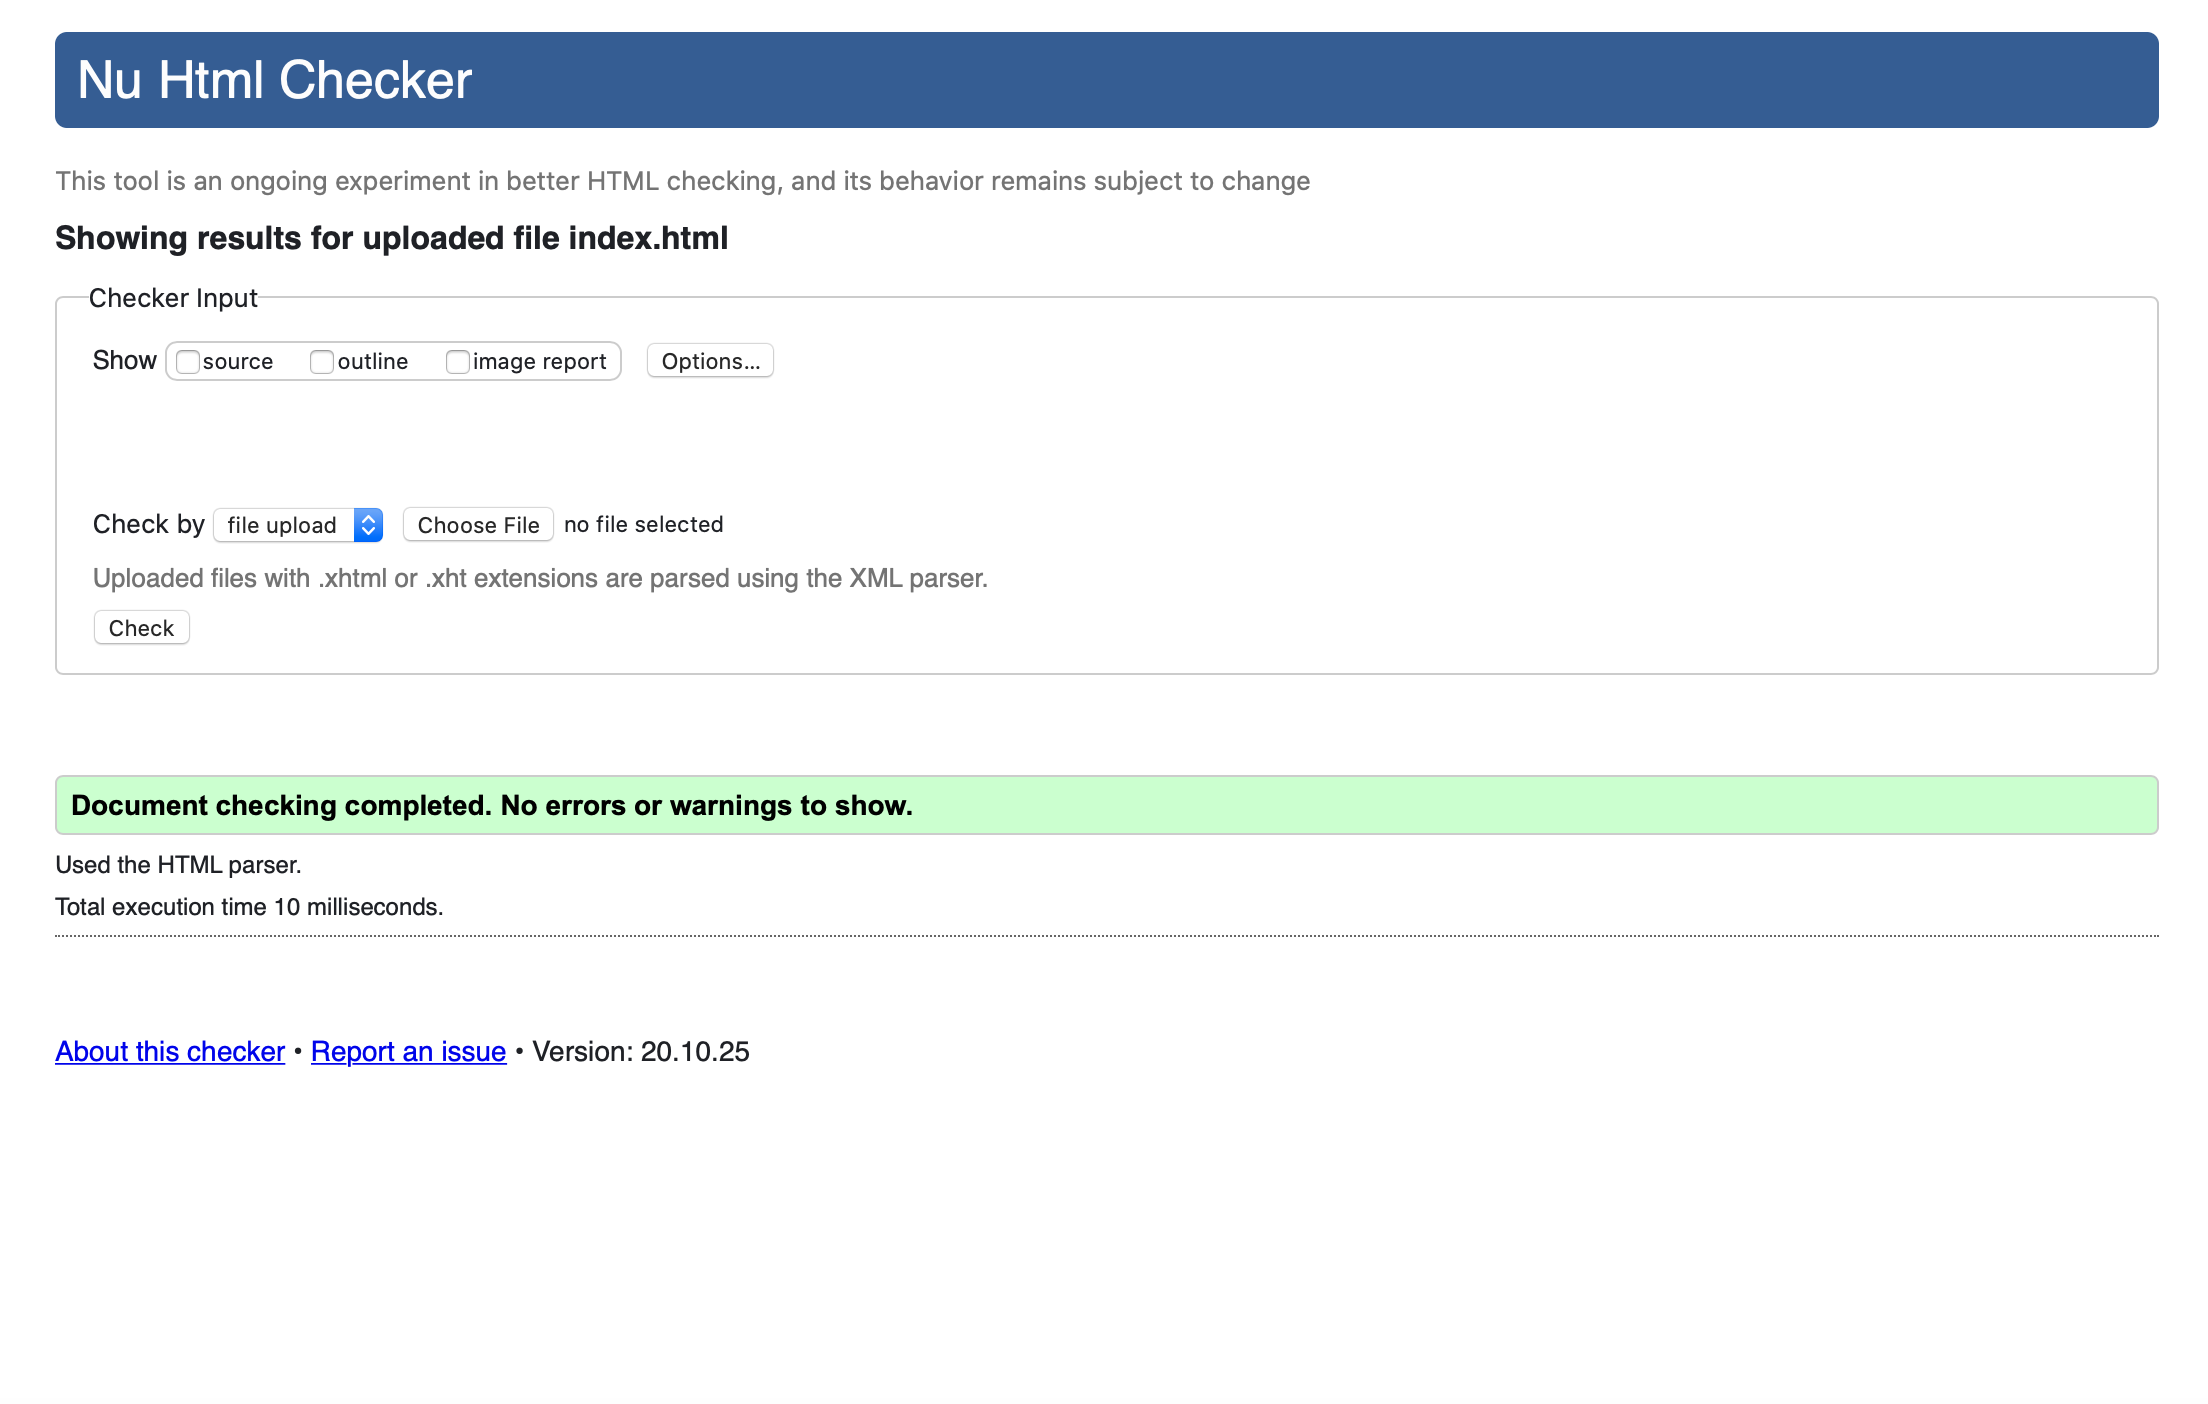 Nu Html Checker
This tool is an ongoing experiment in better HTML checking, and its behavior remains subject to change
Showing results for uploaded file index.html
Checker Input
Show source outline image report Options...
Check by file upload Choose File no file selected
Uploaded files with .xhtml or .xht extensions are parsed using the XML parser.
Check
Document checking completed. No errors or warnings to show.
Used the HTML parser.
Total execution time 10 milliseconds.
About this checker • Report an issue • Version: 20.10.25